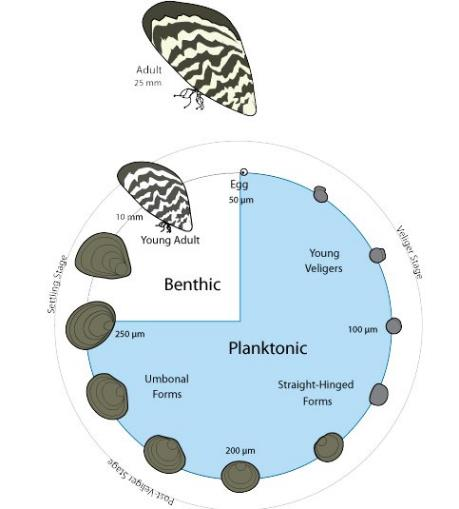 Adult
25 mm
Egg
50 µm
10 mm
Young Adult
Veliger Stage
Young
Veligers
Settling Stage
Benthic
250 µm
100 µm
Planktonic
Umbonal
Forms
Straight-Hinged
Forms
200 µm
Post-Veliger Stage